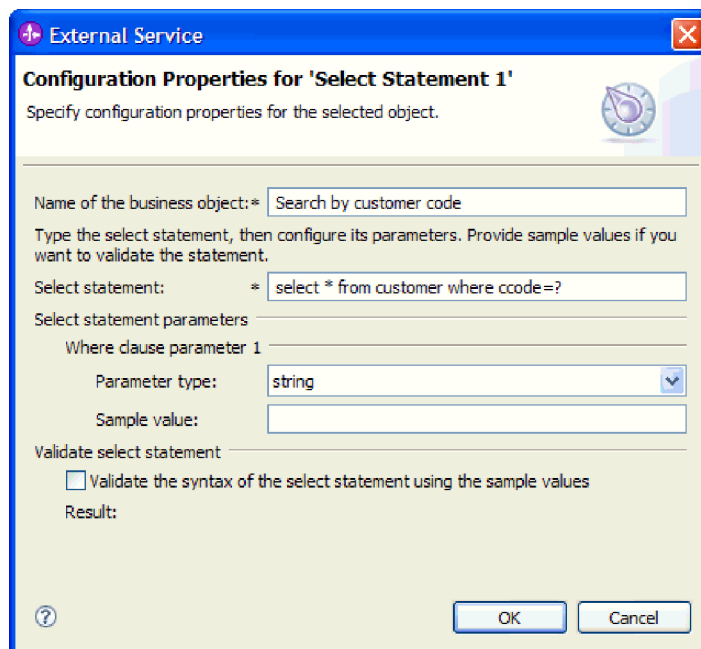 External Service
Configuration Properties for 'Select Statement 1'
Specify configuration properties for the selected object.
Name of the business object:* Search by customer code
Type the select statement, then configure its parameters. Provide sample values if you
want to validate the statement.
Select statement: * select * from customer where ccode=?
Select statement parameters
Where clause parameter 1
Parameter type: string
Sample value:
Validate select statement
Validate the syntax of the select statement using the sample values
Result:
? OK Cancel